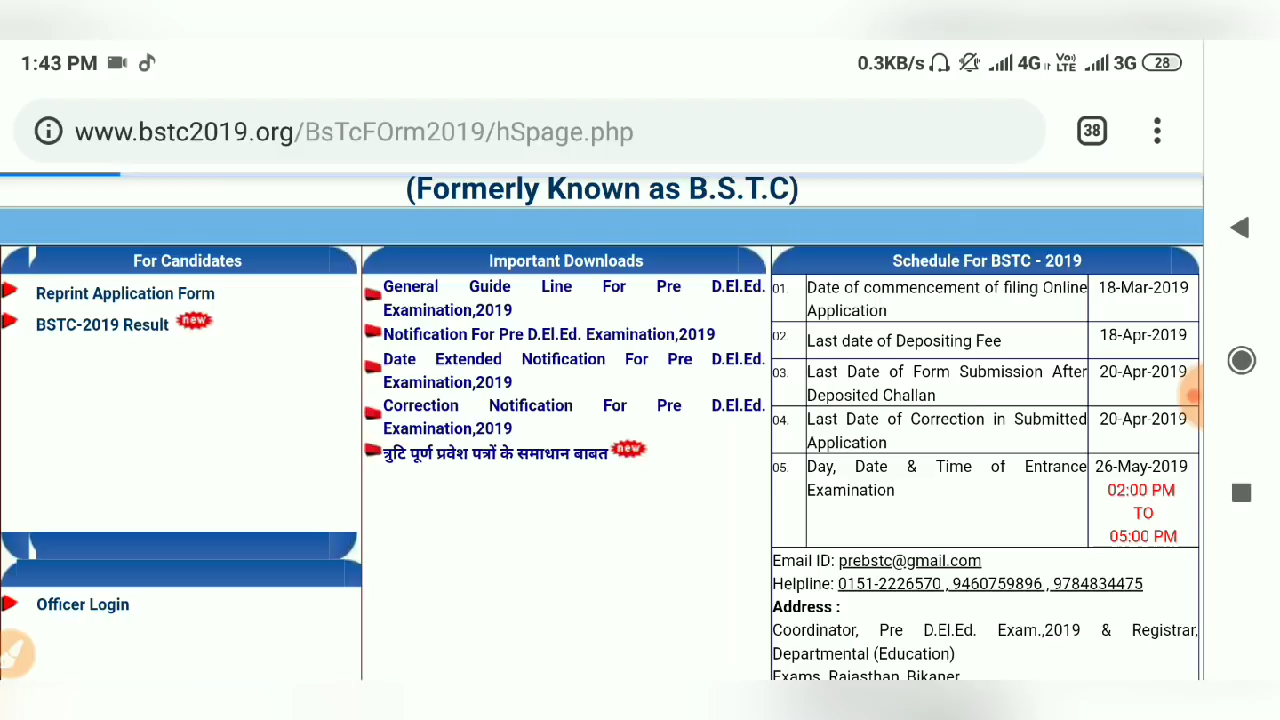 1:43 PM
0.3KB/s 4G Vo) LTE 3G 28
www.bstc2019.org/BsTcFOrm2019/hSpage.php
38
(Formerly Known as B.S.T.C)
For Candidates
Reprint Application Form
BSTC-2019 Result new
Officer Login
Important Downloads
General Guide Line For Pre D.El.Ed.
Examination,2019
Notification For Pre D.El.Ed. Examination,2019
Date Extended Notification For Pre D.El.Ed.
Examination,2019
Correction Notification For Pre D.El.Ed.
Examination,2019
त्रुटि पूर्ण प्रवेश पत्रों के समाधान बाबत new
Schedule For BSTC - 2019
01. Date of commencement of filing Online 18-Mar-2019
Application
02. Last date of Depositing Fee 18-Apr-2019
03. Last Date of Form Submission After 20-Apr-2019
Deposited Challan
04. Last Date of Correction in Submitted 20-Apr-2019
Application
05. Day, Date & Time of Entrance 26-May-2019
Examination 02:00 PM
TO
05:00 PM
Email ID: prebstc@gmail.com
Helpline: 0151-2226570 , 9460759896 , 9784834475
Address :
Coordinator, Pre D.El.Ed. Exam.,2019 & Registrar,
Departmental (Education)
Exams, Rajasthan, Bikaner